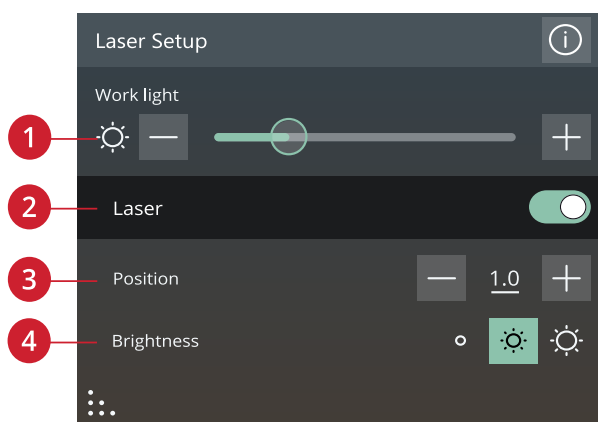 Laser Setup
Work light
1
2 Laser
3 Position 1.0
4 Brightness